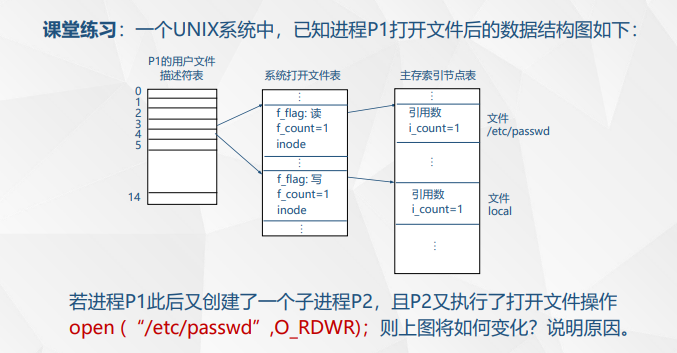 课堂练习：一个UNIX系统中，已知进程P1打开文件后的数据结构图如下：
P1的用户文件
描述符表
系统打开文件表
主存索引节点表
0
1
2
3
4
5
14
⋮
f_flag: 读
f_count=1
inode
⋮
f_flag: 写
f_count=1
inode
⋮
⋮
引用数
i_count=1
⋮
引用数
i_count=1
⋮
文件
/etc/passwd
文件
local
若进程P1此后又创建了一个子进程P2，且P2又执行了打开文件操作
open (“/etc/passwd” ,O_RDWR)；则上图将如何变化？说明原因。